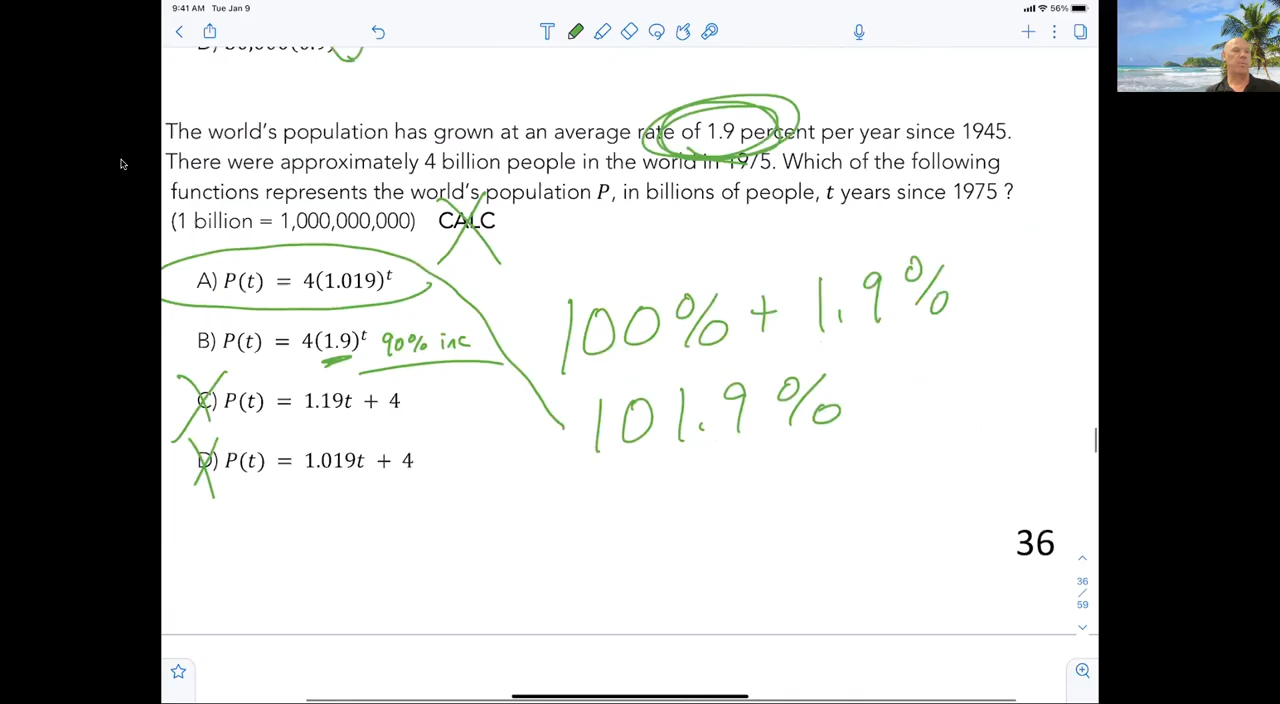 9:41 AM Tue Jan 9
56%
The world's population has grown at an average rate of 1.9 percent per year since 1945.
There were approximately 4 billion people in the world in 1975. Which of the following
functions represents the world's population P, in billions of people, t years since 1975 ?
(1 billion = 1,000,000,000) CALC
A) P(t) = 4(1.019)^t
100% + 1.9%
B) P(t) = 4(1.9)^t 90% inc
C) P(t) = 1.19t + 4
101.9%
D) P(t) = 1.019t + 4
36
36
/
59